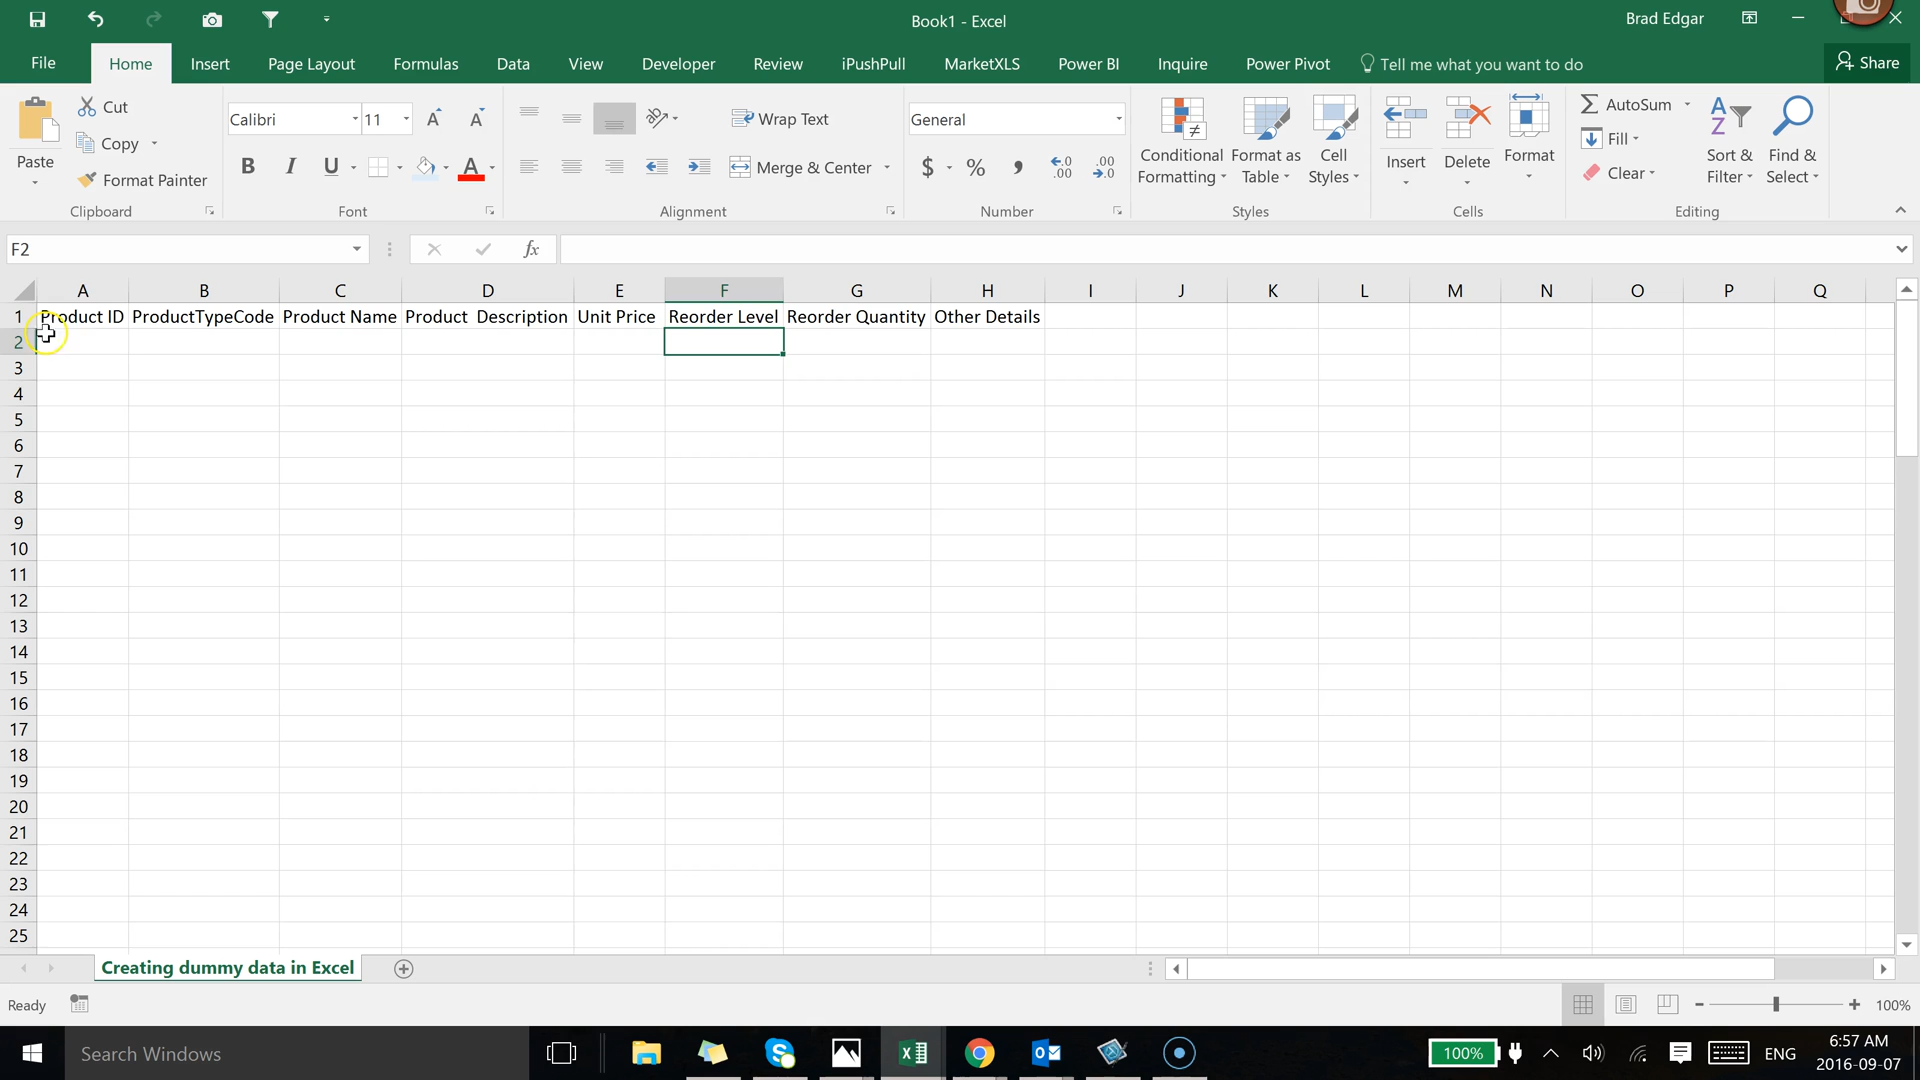 Book1 - Excel
Brad Edgar
File Home Insert Page Layout Formulas Data View Developer Review iPushPull MarketXLS Power BI Inquire Power Pivot Tell me what you want to do Share
Paste
Cut
Copy
Format Painter
Clipboard
Calibri 11
B I U A
Font
Wrap Text
Merge & Center
Alignment
General
$ % , .0 .00 .00 .0
Number
Conditional Formatting
Format as Table
Cell Styles
Styles
Insert
Delete
Format
Cells
AutoSum
Fill
Clear
Sort & Filter
Find & Select
Editing
F2 fx
A B C D E F G H I J K L M N O P Q
1 Product ID ProductTypeCode Product Name Product Description Unit Price Reorder Level Reorder Quantity Other Details
2
3
4
5
6
7
8
9
10
11
12
13
14
15
16
17
18
19
20
21
22
23
24
25
Creating dummy data in Excel
Ready
100%
Search Windows
100%
ENG
6:57 AM
2016-09-07